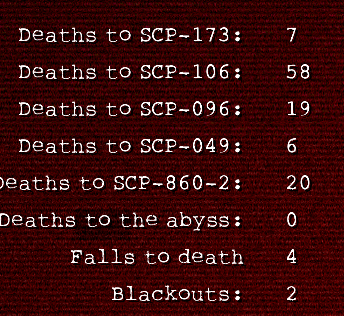 Deaths to SCP-173: 7
Deaths to SCP-106: 58
Deaths to SCP-096: 19
Deaths to SCP-049: 6
Deaths to SCP-860-2: 20
Deaths to the abyss: 0
Falls to death 4
Blackouts: 2